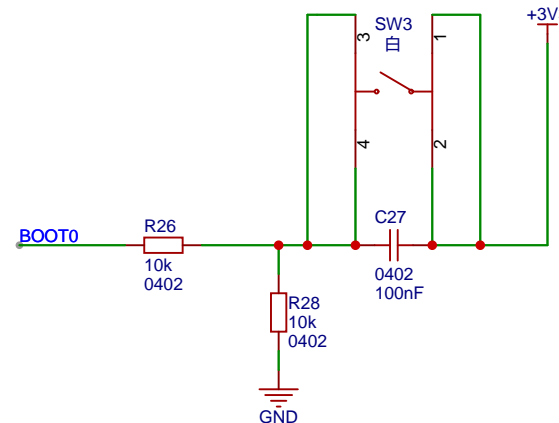 SW3
白
+3V
3
1
4
2
BOOT0
R26
10k
0402
C27
0402
100nF
R28
10k
0402
GND